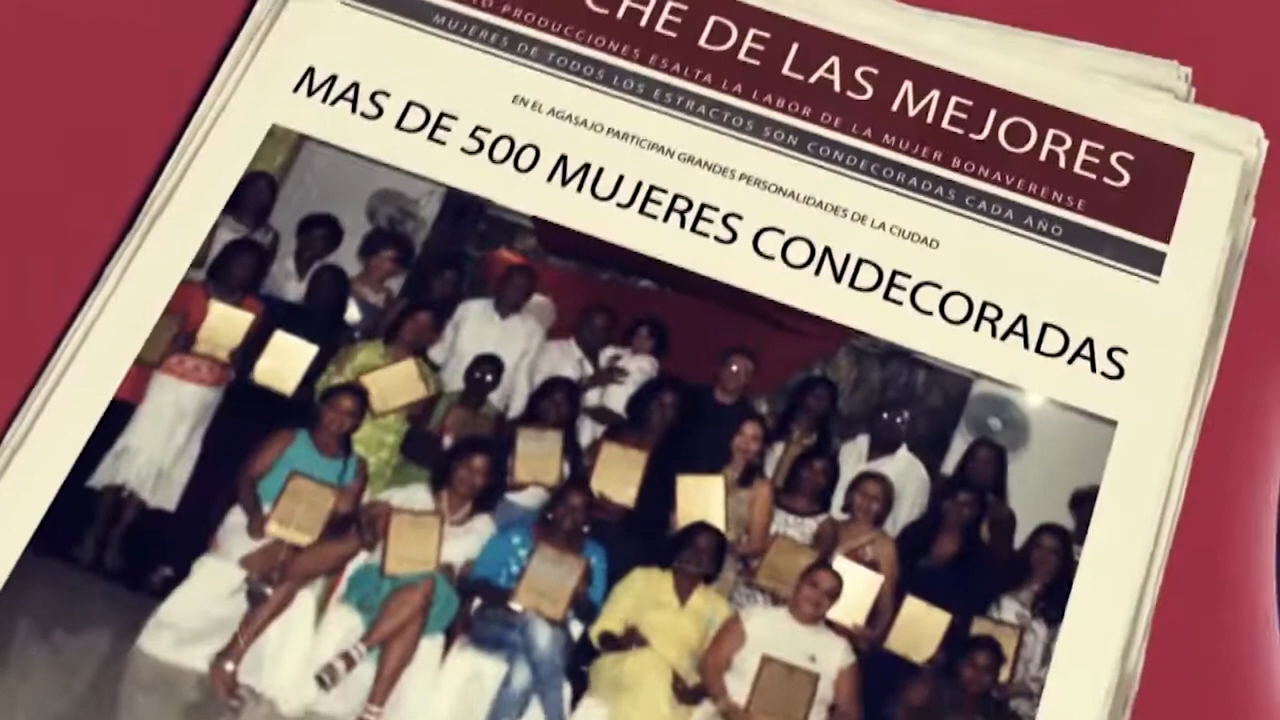 CHE DE LAS MEJORES
PRODUCCIONES ESALTA LA LABOR DE LA MUJER BONAVERENSE
MUJERES DE TODOS LOS ESTRACTOS SON CONDECORADAS CADA AÑO
EN EL AGASAJO PARTICIPAN GRANDES PERSONALIDADES DE LA CIUDAD
MAS DE 500 MUJERES CONDECORADAS